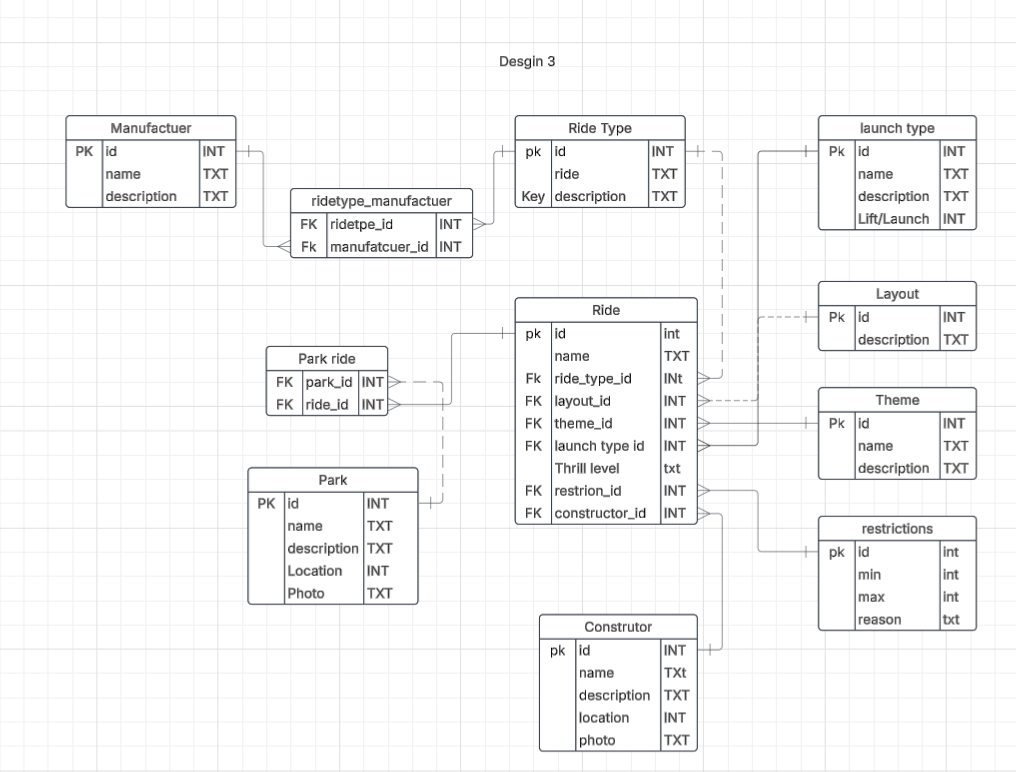 Desgin 3
Manufactuer
PK id INT
name TXT
description TXT
ridetype_manufactuer
FK ridetpe_id INT
Fk manufatcuer_id INT
Ride Type
pk id INT
ride TXT
Key description TXT
launch type
Pk id INT
name TXT
description TXT
Lift/Launch INT
Layout
Pk id INT
description TXT
Ride
pk id int
name TXT
Fk ride_type_id INt
FK layout_id INT
FK theme_id INT
FK launch type id INT
Thrill level txt
FK restrion_id INT
FK constructor_id INT
Park ride
FK park_id INT
FK ride_id INT
Theme
Pk id INT
name TXT
description TXT
Park
PK id INT
name TXT
description TXT
Location INT
Photo TXT
restrictions
pk id int
min int
max int
reason txt
Construtor
pk id INT
name TXt
description TXT
location INT
photo TXT